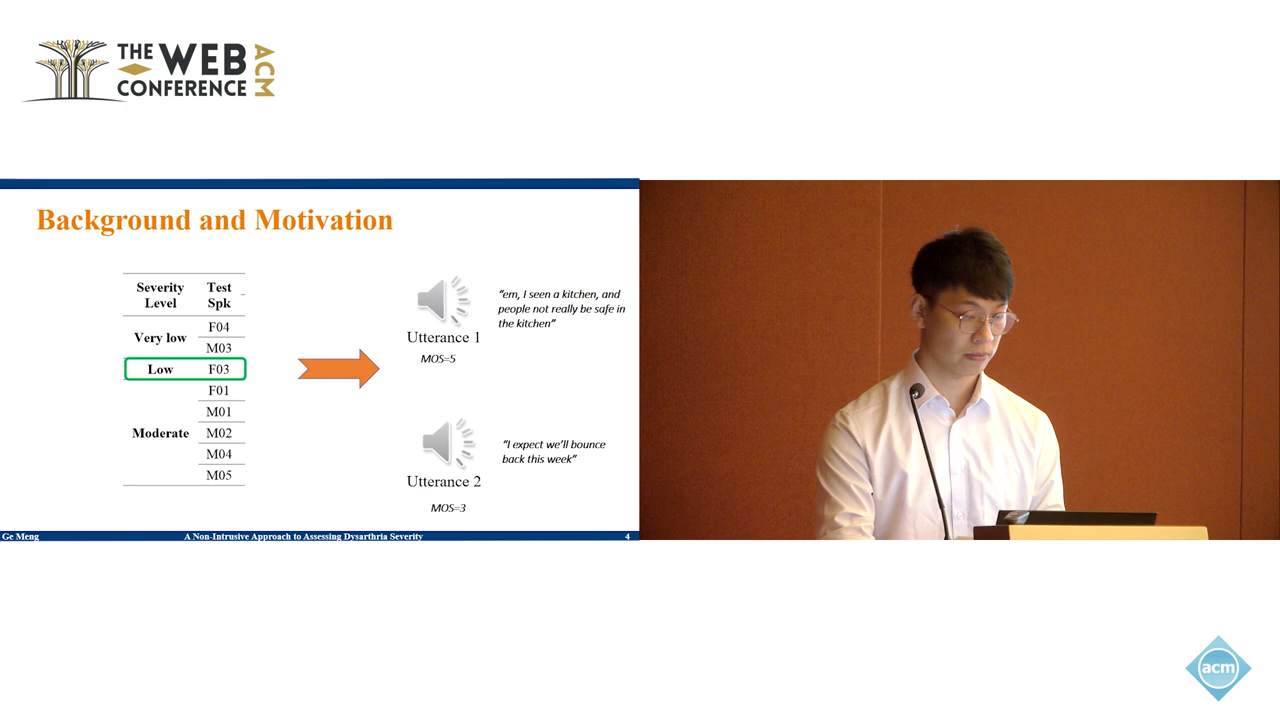 THE WEB
CONFERENCE
ACM
Background and Motivation
Severity Level
Test Spk
Very low
F04
M03
Low
F03
F01
M01
Moderate
M02
M04
M05
Utterance 1
MOS=5
“em, I seen a kitchen, and
people not really be safe in
the kitchen”
Utterance 2
MOS=3
“I expect we’ll bounce
back this week”
Ge Meng
A Non-Intrusive Approach to Assessing Dysarthria Severity
4
acm